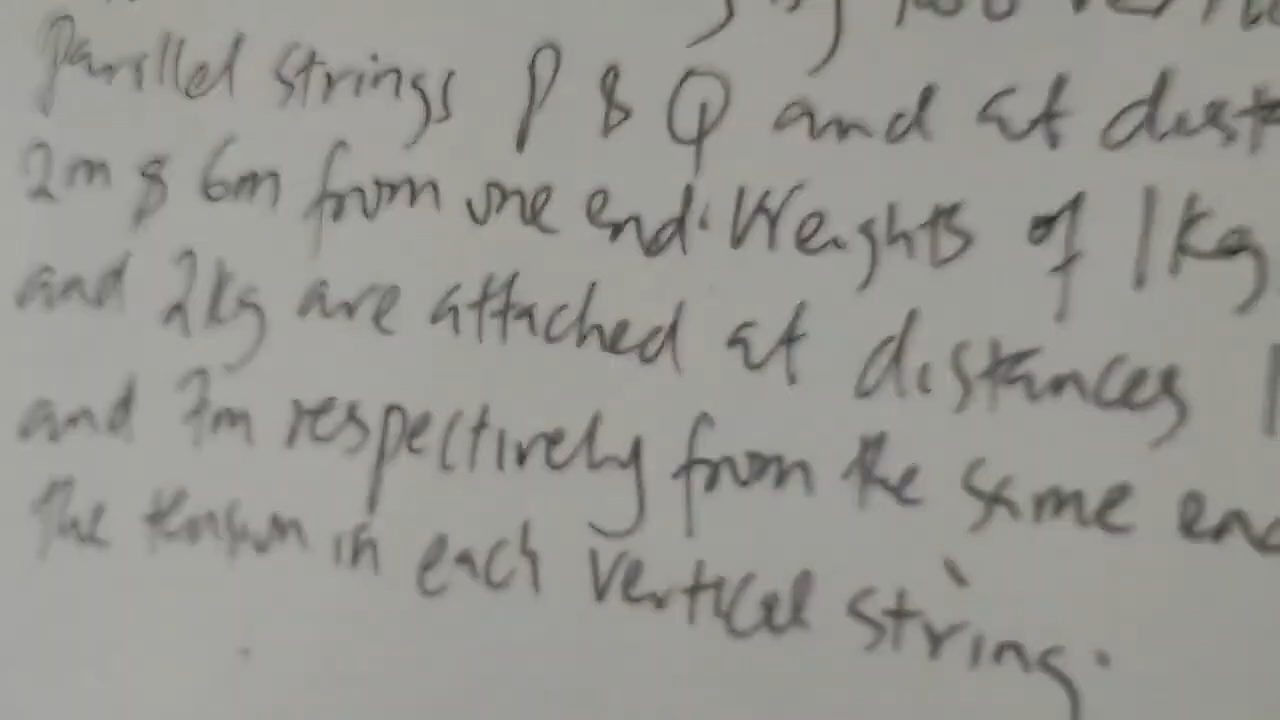 Parallel strings P & Q and at dist
2m & 6m from one end. Weights of 1kg
and 2kg are attached at distances 1
and 7m respectively from the same end
the tension in each vertical string.